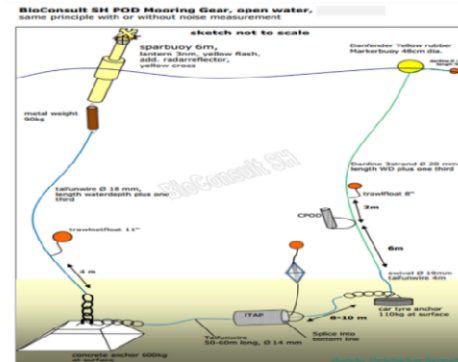 BioConsult SH POD Mooring Gear, open water,
same principle with or without noise measurement
sketch not to scale
sparbuoy 6m,
lantern 3nm, yellow flash,
add. radarreflector,
yellow cross
Danfender Yellow rubber
Markerbuoy 48cm dia.
metal weight
90kg
taifunwire Ø 18 mm,
length waterdepth plus one
third
Danline 3strand Ø 20 mm
length WD plus one third
trawlfloat 8"
3m
CPOD
6m
trawlnetfloat 11"
4 m
swivel Ø 19mm
taifunwire 4m
car tyre anchor
110kg at surface
ITAP
8-10 m
Splice into
bottom line
Taifunwire
50-60m long, Ø 14 mm
concrete anchor 600kg
at surface
BioConsult SH